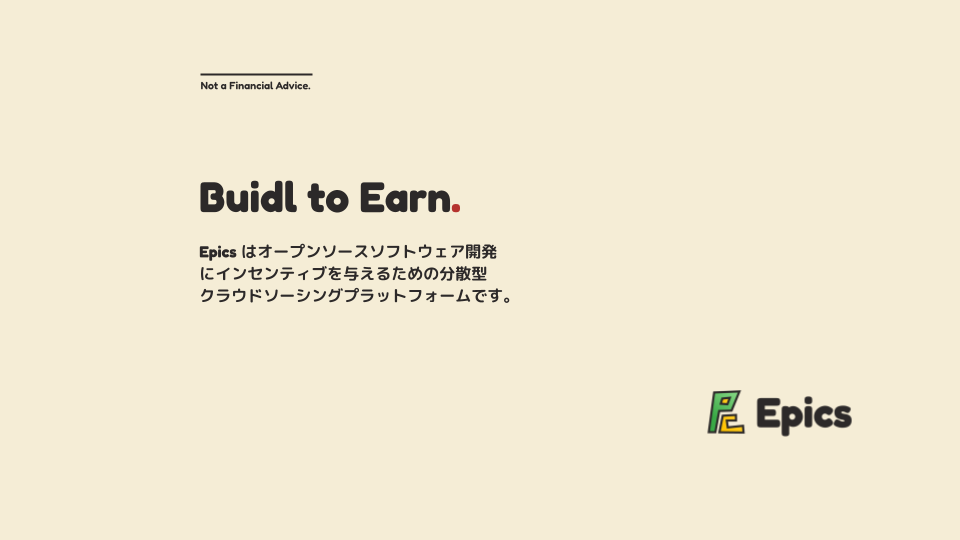 Not a Financial Advice.
Buidl to Earn.
Epics はオープンソースソフトウェア開発
にインセンティブを与えるための分散型
クラウドソーシングプラットフォームです。
Epics